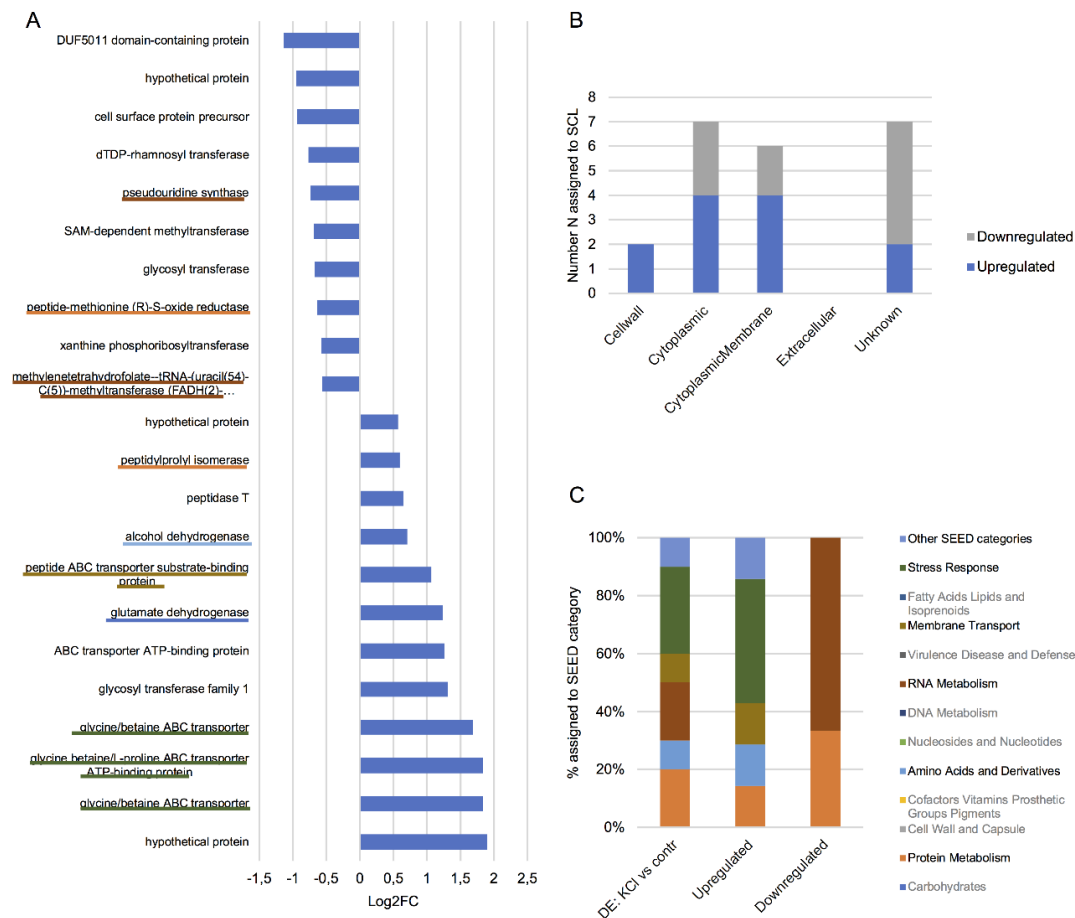 A
DUF5011 domain-containing protein
hypothetical protein
cell surface protein precursor
dTDP-rhamnosyl transferase
pseudouridine synthase
SAM-dependent methyltransferase
glycosyl transferase
peptide-methionine (R)-S-oxide reductase
xanthine phosphoribosyltransferase
methylenetetrahydrofolate--tRNA-(uracil(54)-
C(5))-methyltransferase (FADH(2)-…
hypothetical protein
peptidylprolyl isomerase
peptidase T
alcohol dehydrogenase
peptide ABC transporter substrate-binding
protein
glutamate dehydrogenase
ABC transporter ATP-binding protein
glycosyl transferase family 1
glycine/betaine ABC transporter
glycine betaine/L-proline ABC transporter
ATP-binding protein
glycine/betaine ABC transporter
hypothetical protein
-1,5 -1 -0,5 0 0,5 1 1,5 2 2,5
Log2FC
B
Number N assigned to SCL
8
7
6
5
4
3
2
1
0
Cellwall
Cytoplasmic
CytoplasmicMembrane
Extracellular
Unknown
Downregulated
Upregulated
C
% assigned to SEED category
100%
80%
60%
40%
20%
0%
DE: KCl vs contr
Upregulated
Downregulated
Other SEED categories
Stress Response
Fatty Acids Lipids and
Isoprenoids
Membrane Transport
Virulence Disease and Defense
RNA Metabolism
DNA Metabolism
Nucleosides and Nucleotides
Amino Acids and Derivatives
Cofactors Vitamins Prosthetic
Groups Pigments
Cell Wall and Capsule
Protein Metabolism
Carbohydrates